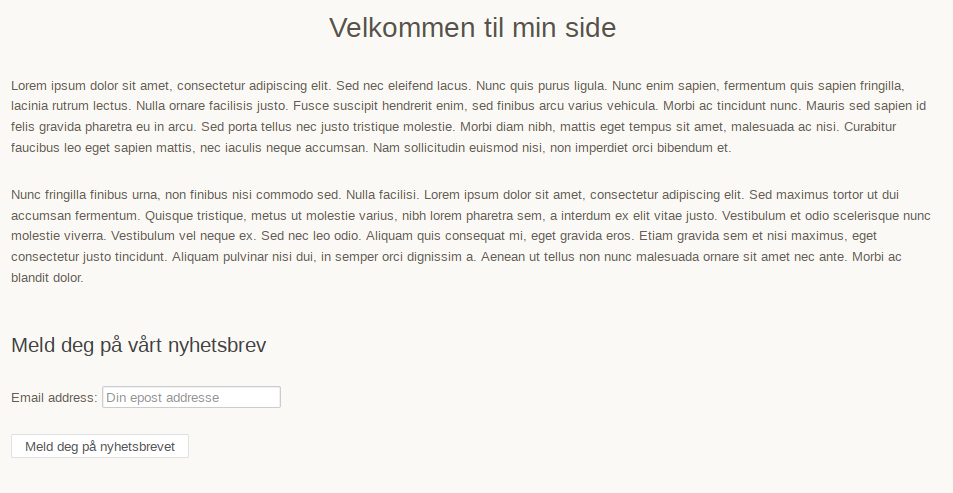 Velkommen til min side
Lorem ipsum dolor sit amet, consectetur adipiscing elit. Sed nec eleifend lacus. Nunc quis purus ligula. Nunc enim sapien, fermentum quis sapien fringilla,
lacinia rutrum lectus. Nulla ornare facilisis justo. Fusce suscipit hendrerit enim, sed finibus arcu varius vehicula. Morbi ac tincidunt nunc. Mauris sed sapien id
felis gravida pharetra eu in arcu. Sed porta tellus nec justo tristique molestie. Morbi diam nibh, mattis eget tempus sit amet, malesuada ac nisi. Curabitur
faucibus leo eget sapien mattis, nec iaculis neque accumsan. Nam sollicitudin euismod nisi, non imperdiet orci bibendum et.
Nunc fringilla finibus urna, non finibus nisi commodo sed. Nulla facilisi. Lorem ipsum dolor sit amet, consectetur adipiscing elit. Sed maximus tortor ut dui
accumsan fermentum. Quisque tristique, metus ut molestie varius, nibh lorem pharetra sem, a interdum ex elit vitae justo. Vestibulum et odio scelerisque nunc
molestie viverra. Vestibulum vel neque ex. Sed nec leo odio. Aliquam quis consequat mi, eget gravida eros. Etiam gravida sem et nisi maximus, eget
consectetur justo tincidunt. Aliquam pulvinar nisi dui, in semper orci dignissim a. Aenean ut tellus non nunc malesuada ornare sit amet nec ante. Morbi ac
blandit dolor.
Meld deg på vårt nyhetsbrev
Email address: Din epost addresse
Meld deg på nyhetsbrevet